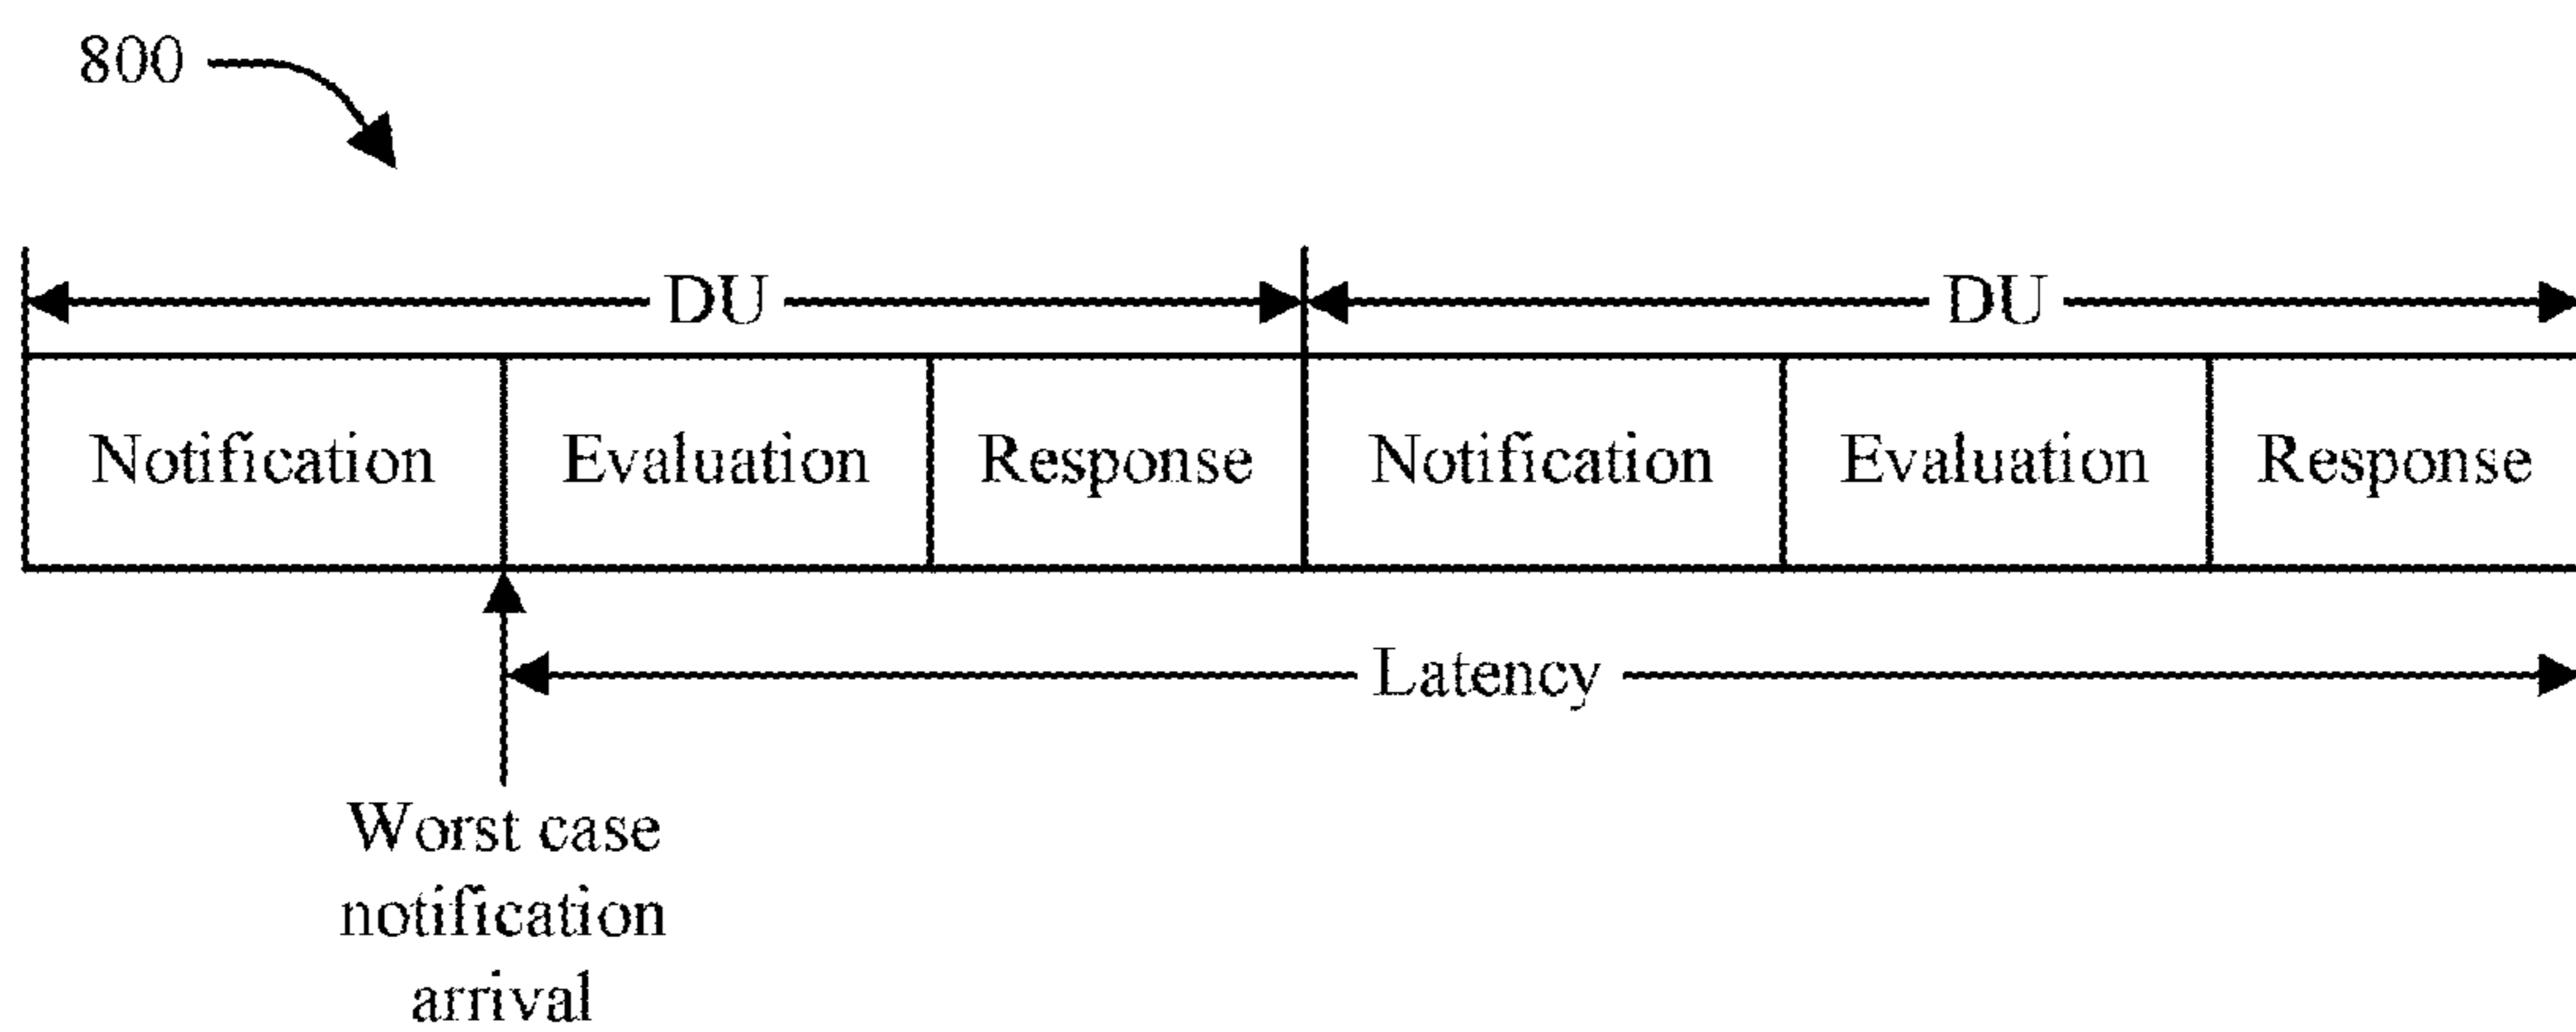 800
DU DU
Notification Evaluation Response Notification Evaluation Response
Latency
Worst case
notification
arrival